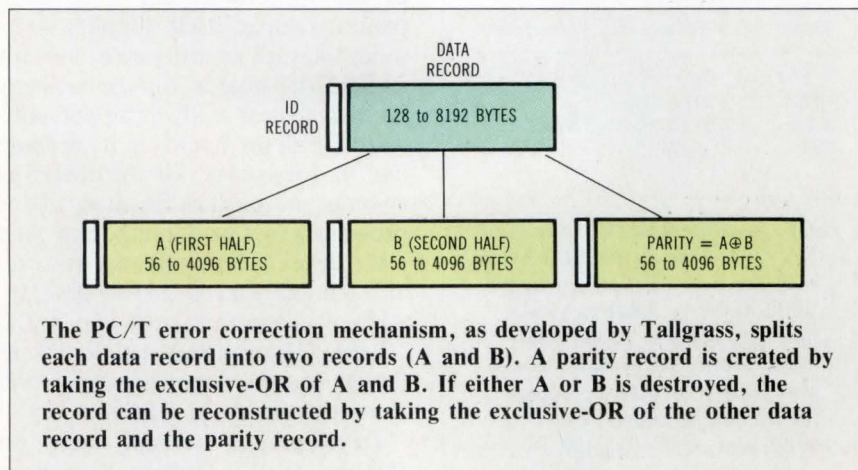 DATA
RECORD
ID
RECORD
128 to 8192 BYTES
A (FIRST HALF)
56 to 4096 BYTES
B (SECOND HALF)
56 to 4096 BYTES
PARITY = A⊕B
56 to 4096 BYTES
The PC/T error correction mechanism, as developed by Tallgrass, splits
each data record into two records (A and B). A parity record is created by
taking the exclusive-OR of A and B. If either A or B is destroyed, the
record can be reconstructed by taking the exclusive-OR of the other data
record and the parity record.